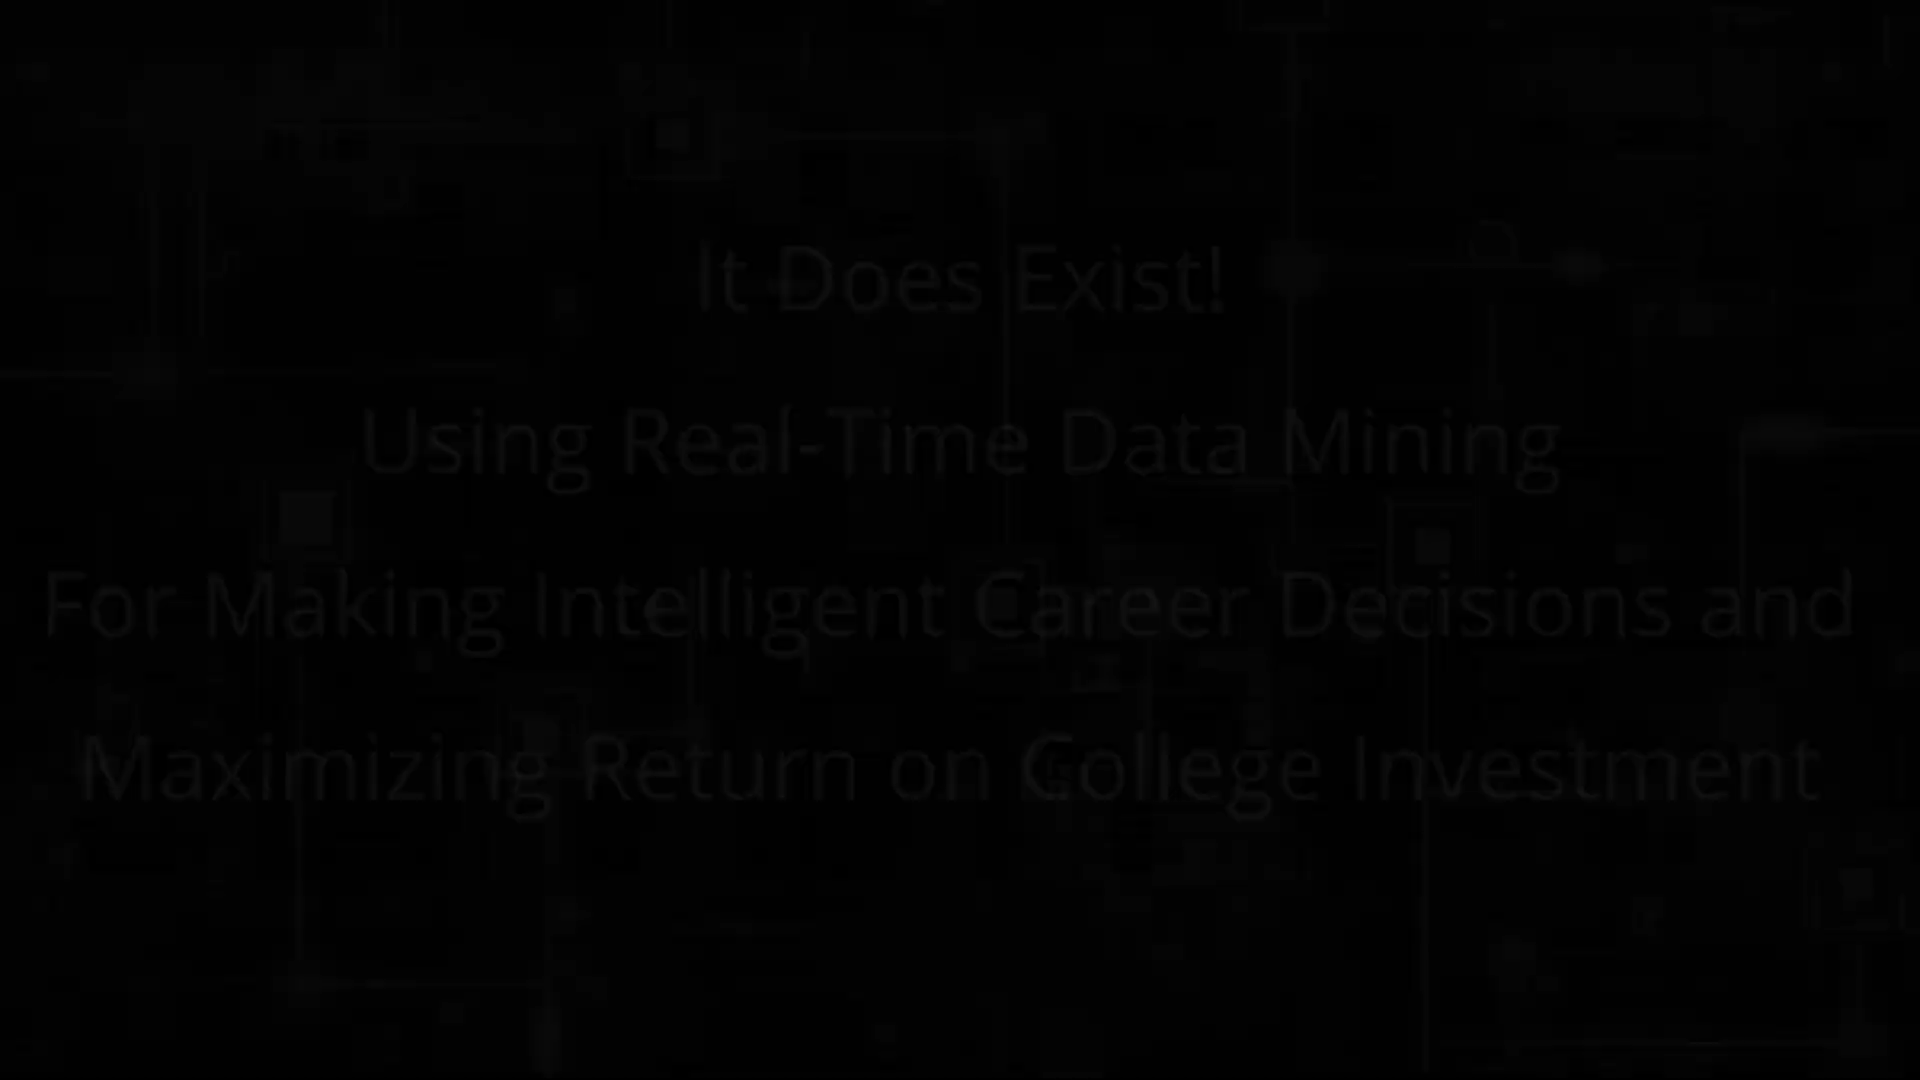 It Does Exist!
Using Real-Time Data Mining
For Making Intelligent Career Decisions and
Maximizing Return on College Investment